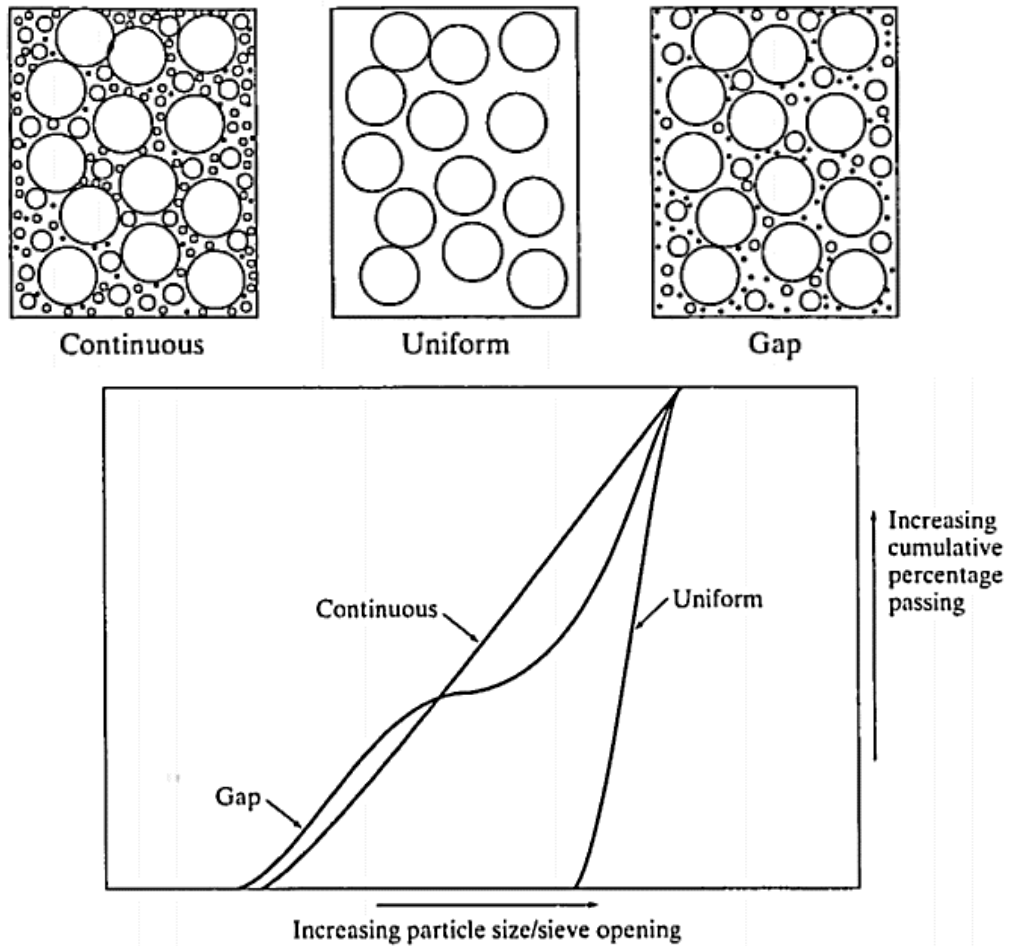 Continuous
Uniform
Gap
Increasing
cumulative
percentage
passing
Continuous
Uniform
Gap
Increasing particle size/sieve opening